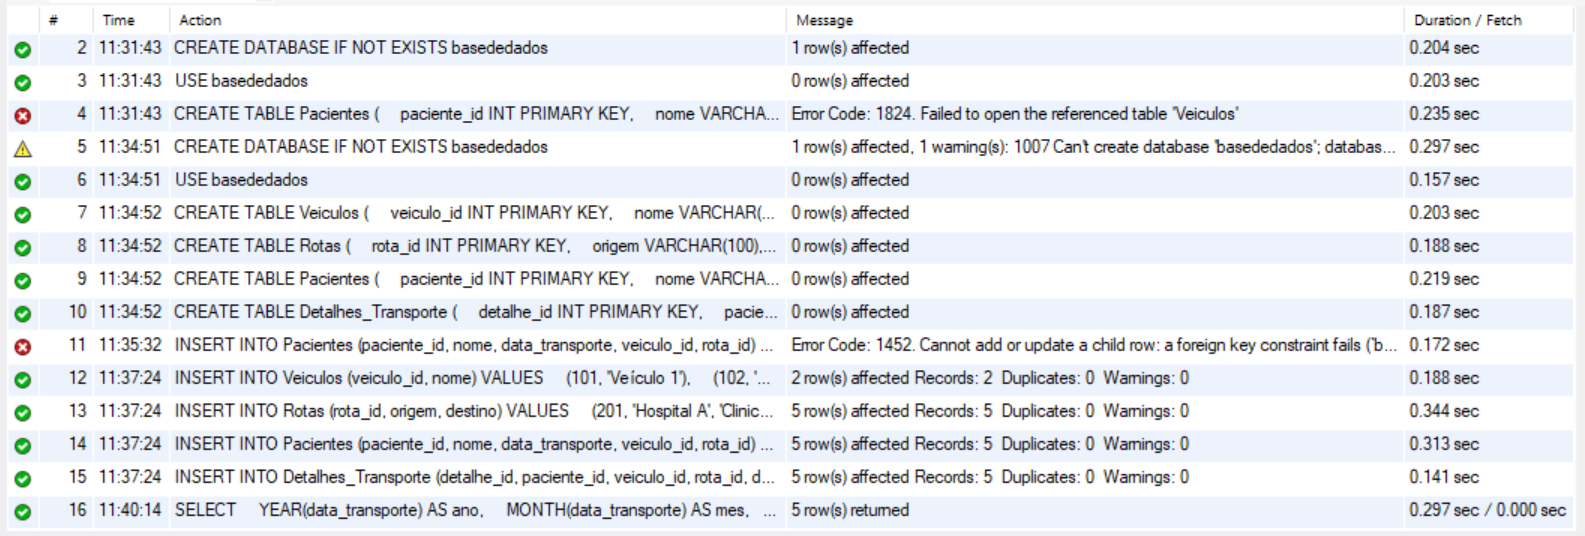 # Time Action Message Duration / Fetch
2 11:31:43 CREATE DATABASE IF NOT EXISTS basededados 1 row(s) affected 0.204 sec
3 11:31:43 USE basededados 0 row(s) affected 0.203 sec
4 11:31:43 CREATE TABLE Pacientes ( paciente_id INT PRIMARY KEY, nome VARCHA... Error Code: 1824. Failed to open the referenced table 'Veiculos' 0.235 sec
5 11:34:51 CREATE DATABASE IF NOT EXISTS basededados 1 row(s) affected, 1 warning(s): 1007 Can't create database 'basededados'; databas... 0.297 sec
6 11:34:51 USE basededados 0 row(s) affected 0.157 sec
7 11:34:52 CREATE TABLE Veiculos ( veiculo_id INT PRIMARY KEY, nome VARCHAR(... 0 row(s) affected 0.203 sec
8 11:34:52 CREATE TABLE Rotas ( rota_id INT PRIMARY KEY, origem VARCHAR(100),... 0 row(s) affected 0.188 sec
9 11:34:52 CREATE TABLE Pacientes ( paciente_id INT PRIMARY KEY, nome VARCHA... 0 row(s) affected 0.219 sec
10 11:34:52 CREATE TABLE Detalhes_Transporte ( detalhe_id INT PRIMARY KEY, pacie... 0 row(s) affected 0.187 sec
11 11:35:32 INSERT INTO Pacientes (paciente_id, nome, data_transporte, veiculo_id, rota_id) ... Error Code: 1452. Cannot add or update a child row: a foreign key constraint fails (`b... 0.172 sec
12 11:37:24 INSERT INTO Veiculos (veiculo_id, nome) VALUES (101, 'Veículo 1'), (102, '... 2 row(s) affected Records: 2 Duplicates: 0 Warnings: 0 0.188 sec
13 11:37:24 INSERT INTO Rotas (rota_id, origem, destino) VALUES (201, 'Hospital A', 'Clinic... 5 row(s) affected Records: 5 Duplicates: 0 Warnings: 0 0.344 sec
14 11:37:24 INSERT INTO Pacientes (paciente_id, nome, data_transporte, veiculo_id, rota_id) ... 5 row(s) affected Records: 5 Duplicates: 0 Warnings: 0 0.313 sec
15 11:37:24 INSERT INTO Detalhes_Transporte (detalhe_id, paciente_id, veiculo_id, rota_id, d... 5 row(s) affected Records: 5 Duplicates: 0 Warnings: 0 0.141 sec
16 11:40:14 SELECT YEAR(data_transporte) AS ano, MONTH(data_transporte) AS mes, ... 5 row(s) returned 0.297 sec / 0.000 sec